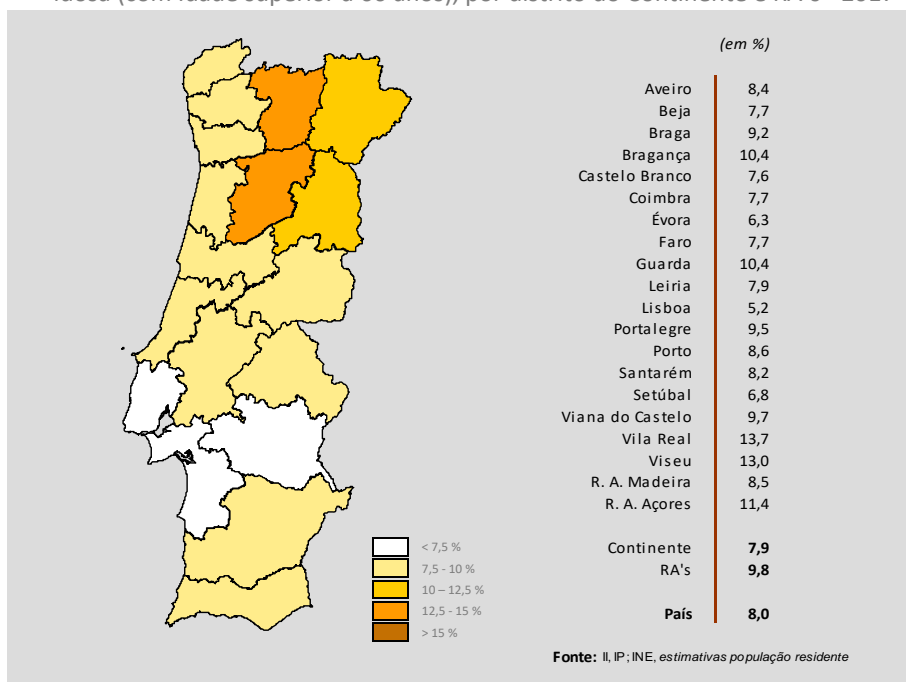 (em %)
Aveiro 8,4
Beja 7,7
Braga 9,2
Bragança 10,4
Castelo Branco 7,6
Coimbra 7,7
Évora 6,3
Faro 7,7
Guarda 10,4
Leiria 7,9
Lisboa 5,2
Portalegre 9,5
Porto 8,6
Santarém 8,2
Setúbal 6,8
Viana do Castelo 9,7
Vila Real 13,7
Viseu 13,0
R. A. Madeira 8,5
R. A. Açores 11,4
Continente 7,9
RA's 9,8
País 8,0
< 7,5 %
7,5 - 10 %
10 – 12,5 %
12,5 - 15 %
> 15 %
Fonte: II, IP; INE, estimativas população residente